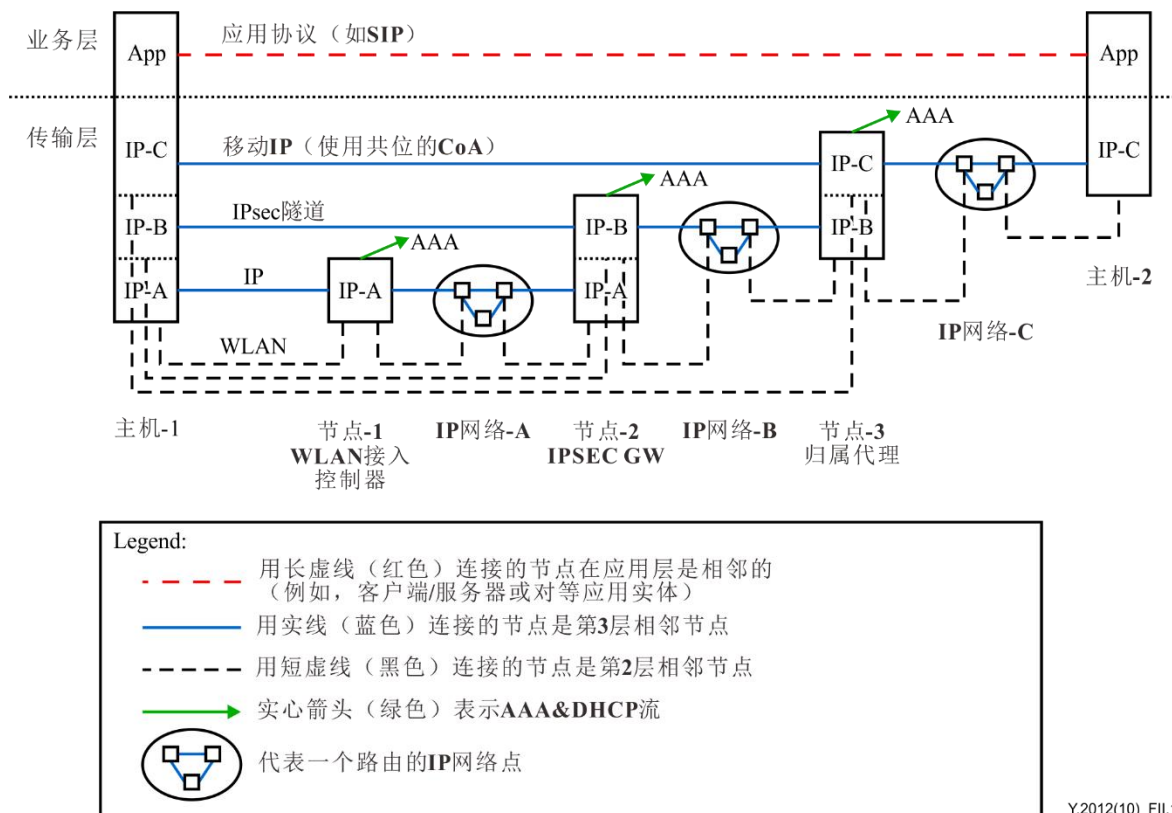 业务层
App
应用协议（如SIP）
App
传输层
AAA
IP-C
移动IP（使用共位的CoA）
IP-C
IP-C
AAA
IP-B
IPsec隧道
IP-B
IP-B
AAA
主机-2
IP-A
IP
IP-A
IP-A
IP网络-C
WLAN
主机-1
节点-1
WLAN接入
控制器
IP网络-A
节点-2
IPSEC GW
IP网络-B
节点-3
归属代理
Legend:
用长虚线（红色）连接的节点在应用层是相邻的
（例如，客户端/服务器或对等应用实体）
用实线（蓝色）连接的节点是第3层相邻节点
用短虚线（黑色）连接的节点是第2层相邻节点
实心箭头（绿色）表示AAA&DHCP流
代表一个路由的IP网络点